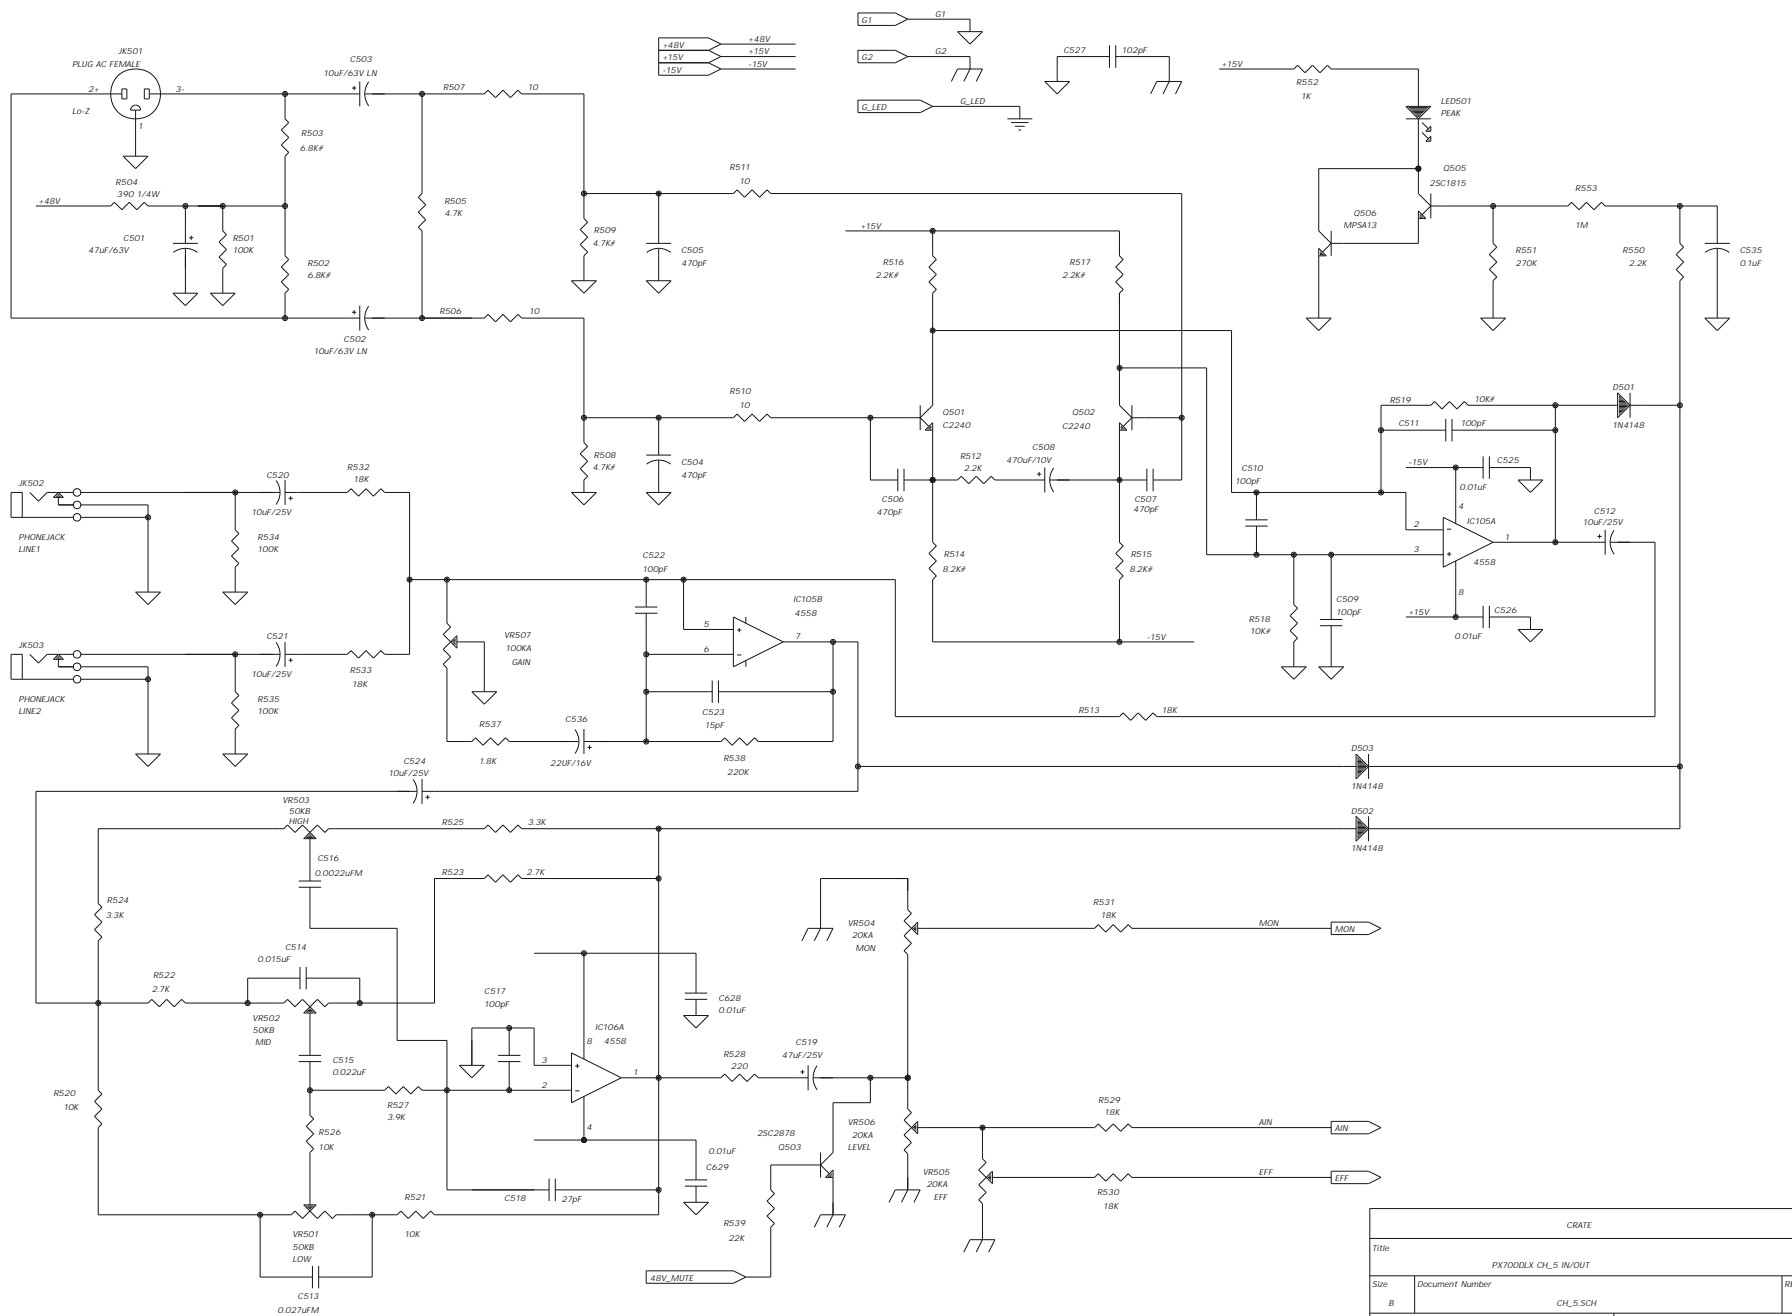 JK501
PLUG AC FEMALE
2+
3-
Lo-Z
1
C503
10uF/63V LN
R507
10
R503
6.8K#
R504
390 1/4W
+48V
C501
47uF/63V
R501
100K
R502
6.8K#
R505
4.7K
R506
10
C502
10uF/63V LN
+48V
+48V
+15V
+15V
-15V
-15V
G1
G1
G2
G2
G_LED
G_LED
C527
102pF
+15V
R552
1K
LED501
PEAK
Q505
2SC1815
Q506
MPSA13
R553
1M
R551
270K
R550
2.2K
C535
0.1uF
R511
10
R509
4.7K#
C505
470pF
+15V
R516
2.2K#
R517
2.2K#
R510
10
R508
4.7K#
C504
470pF
Q501
C2240
Q502
C2240
R512
2.2K
C508
470uF/10V
C506
470pF
C507
470pF
R514
8.2K#
R515
8.2K#
-15V
C510
100pF
R519
10K#
C511
100pF
D501
1N4148
-15V
C525
0.01uF
4
IC105A
2
3
1
4558
8
+15V
C526
0.01uF
C512
10uF/25V
R518
10K#
C509
100pF
JK502
PHONEJACK
LINE1
C520
10uF/25V
R532
18K
R534
100K
JK503
PHONEJACK
LINE2
C521
10uF/25V
R533
18K
R535
100K
C522
100pF
VR507
100KA
GAIN
IC105B
4558
5
6
7
C523
15pF
R537
1.8K
C536
22UF/16V
R538
220K
R513
18K
C524
10uF/25V
D503
1N4148
D502
1N4148
VR503
50KB
HIGH
R525
3.3K
C516
0.0022uFM
R523
2.7K
R524
3.3K
C514
0.015uF
R522
2.7K
VR502
50KB
MID
C515
0.022uF
R520
10K
R527
3.9K
R526
10K
C517
100pF
IC106A
4558
8
3
2
1
4
C628
0.01uF
0.01uF
C629
C518
27pF
R521
10K
VR501
50KB
LOW
C513
0.027uFM
R528
220
C519
47uF/25V
2SC2878
Q503
R539
22K
48V_MUTE
VR504
20KA
MON
R531
18K
MON
MON
VR506
20KA
LEVEL
R529
18K
AIN
AIN
VR505
20KA
EFF
R530
18K
EFF
EFF
CRATE
Title
PX700DLX CH_5 IN/OUT
Size
Document Number
B
CH_5.SCH